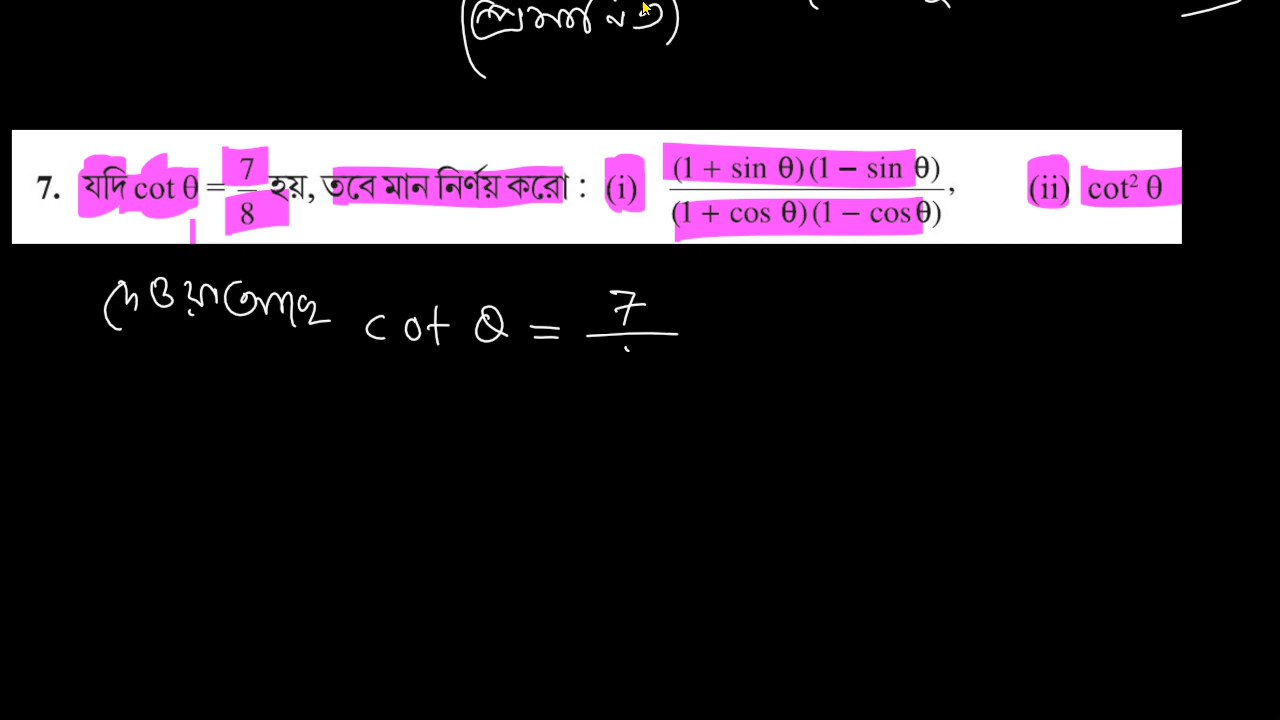 7. যদি cot θ = 7/8 হয়, তবে মান নির্ণয় করো : (i) (1 + sin θ)(1 – sin θ) / (1 + cos θ)(1 – cos θ), (ii) cot² θ
দেওয়া আছে cot θ = 7